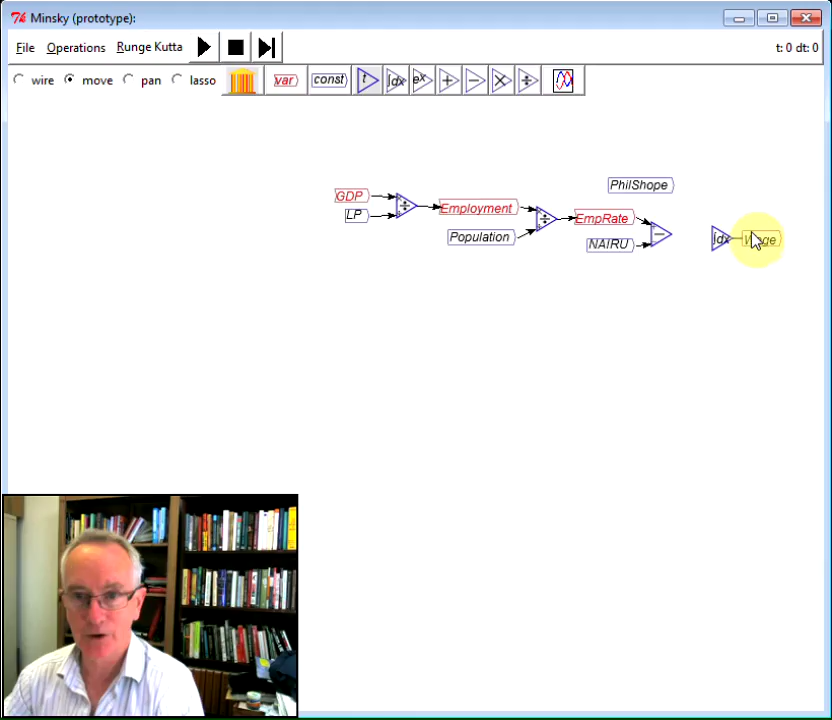 Minsky (prototype):
File Operations Runge Kutta t: 0 dt: 0
wire move pan lasso var const t ∫dx eˣ + − × ÷
PhilShope
GDP
LP
÷
Employment
Population
÷
EmpRate
NAIRU
−
∫dx